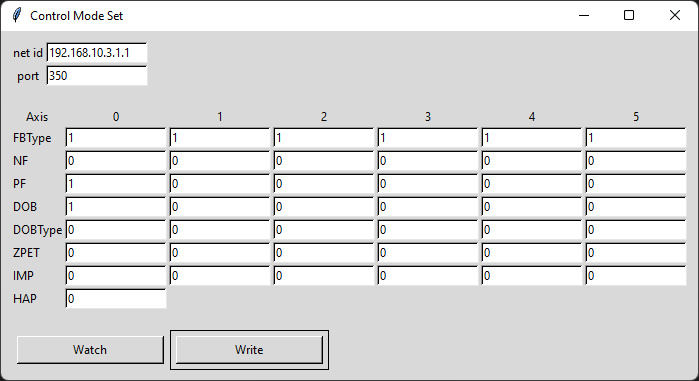 Control Mode Set
net id 192.168.10.3.1.1
port 350
Axis 0 1 2 3 4 5
FBType 1 1 1 1 1 1
NF 0 0 0 0 0 0
PF 1 0 0 0 0 0
DOB 1 0 0 0 0 0
DOBType 0 0 0 0 0 0
ZPET 0 0 0 0 0 0
IMP 0 0 0 0 0 0
HAP 0
Watch Write